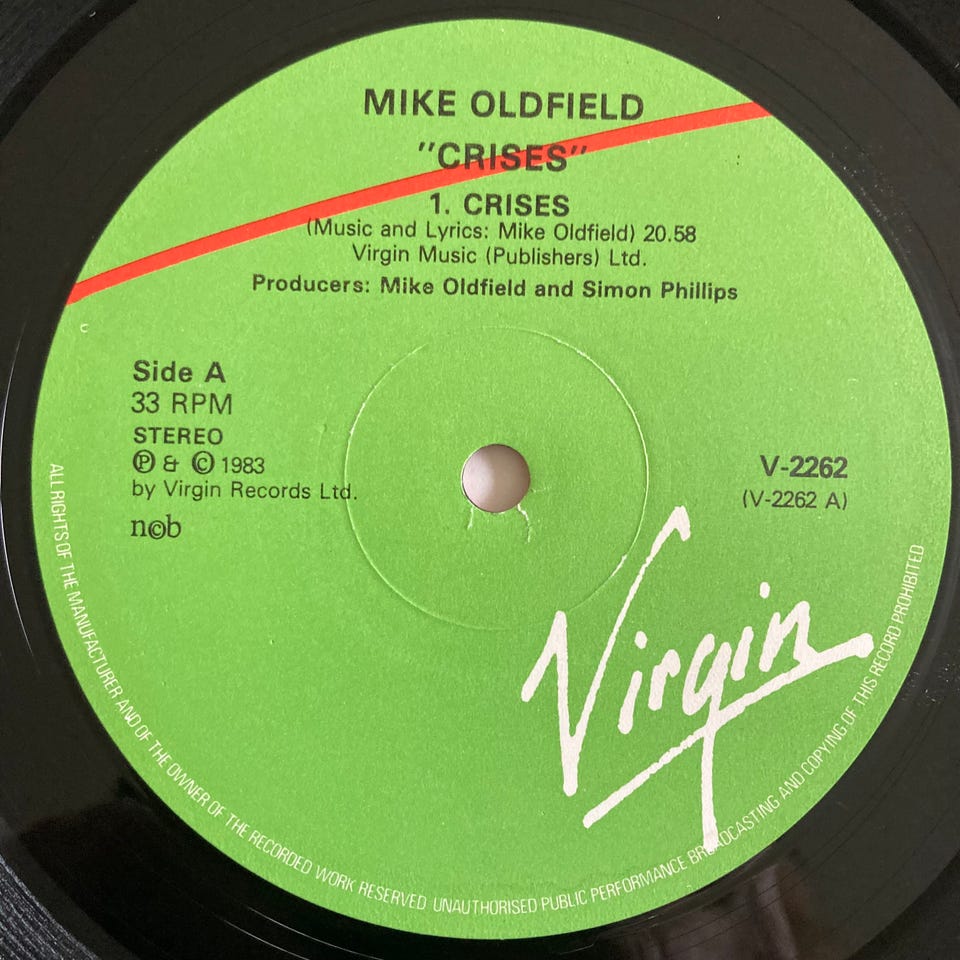 MIKE OLDFIELD
"CRISES"
1. CRISES
(Music and Lyrics: Mike Oldfield) 20.58
Virgin Music (Publishers) Ltd.
Producers: Mike Oldfield and Simon Phillips
Side A
33 RPM
STEREO
Ⓟ & © 1983
by Virgin Records Ltd.
n©b
V-2262
(V-2262 A)
Virgin
ALL RIGHTS OF THE MANUFACTURER AND OF THE OWNER OF THE RECORDED WORK RESERVED UNAUTHORISED PUBLIC PERFORMANCE BROADCASTING AND COPYING OF THIS RECORD PROHIBITED